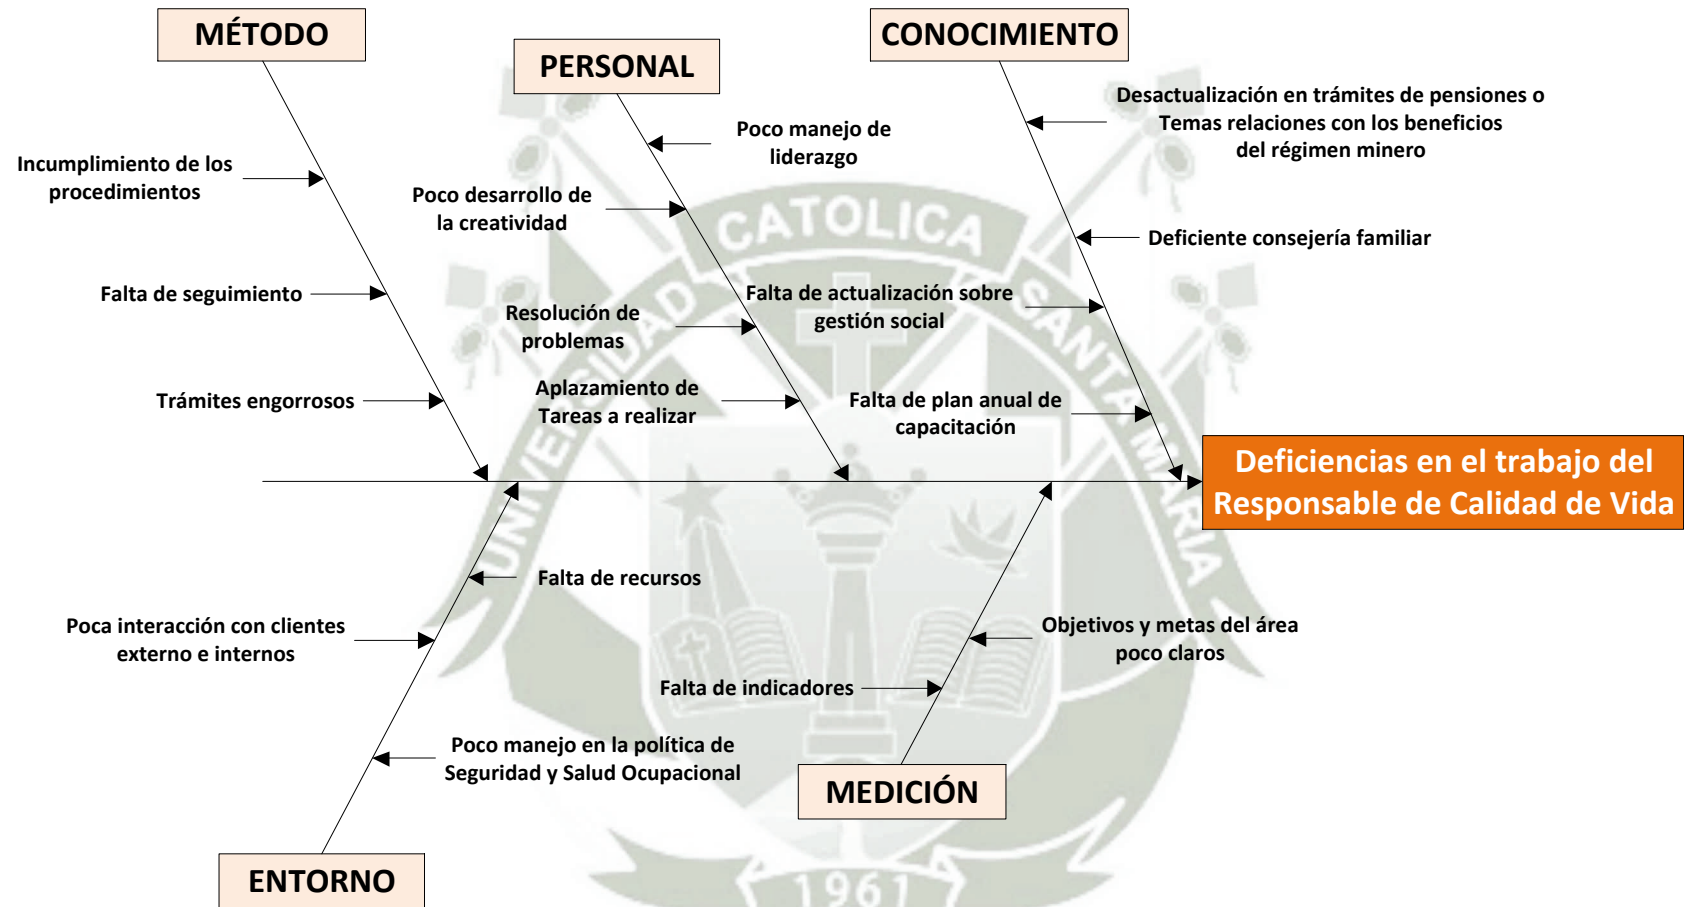 MÉTODO
Incumplimiento de los
procedimientos
Falta de seguimiento
Trámites engorrosos
PERSONAL
Poco manejo de
liderazgo
Poco desarrollo de
la creatividad
Resolución de
problemas
Aplazamiento de
Tareas a realizar
CONOCIMIENTO
Desactualización en trámites de pensiones o
Temas relaciones con los beneficios
del régimen minero
Deficiente consejería familiar
Falta de actualización sobre
gestión social
Falta de plan anual de
capacitación
Deficiencias en el trabajo del
Responsable de Calidad de Vida
Falta de recursos
Poca interacción con clientes
externo e internos
Poco manejo en la política de
Seguridad y Salud Ocupacional
ENTORNO
Objetivos y metas del área
poco claros
Falta de indicadores
MEDICIÓN
UNIVERSIDAD CATOLICA SANTA MARIA
1961